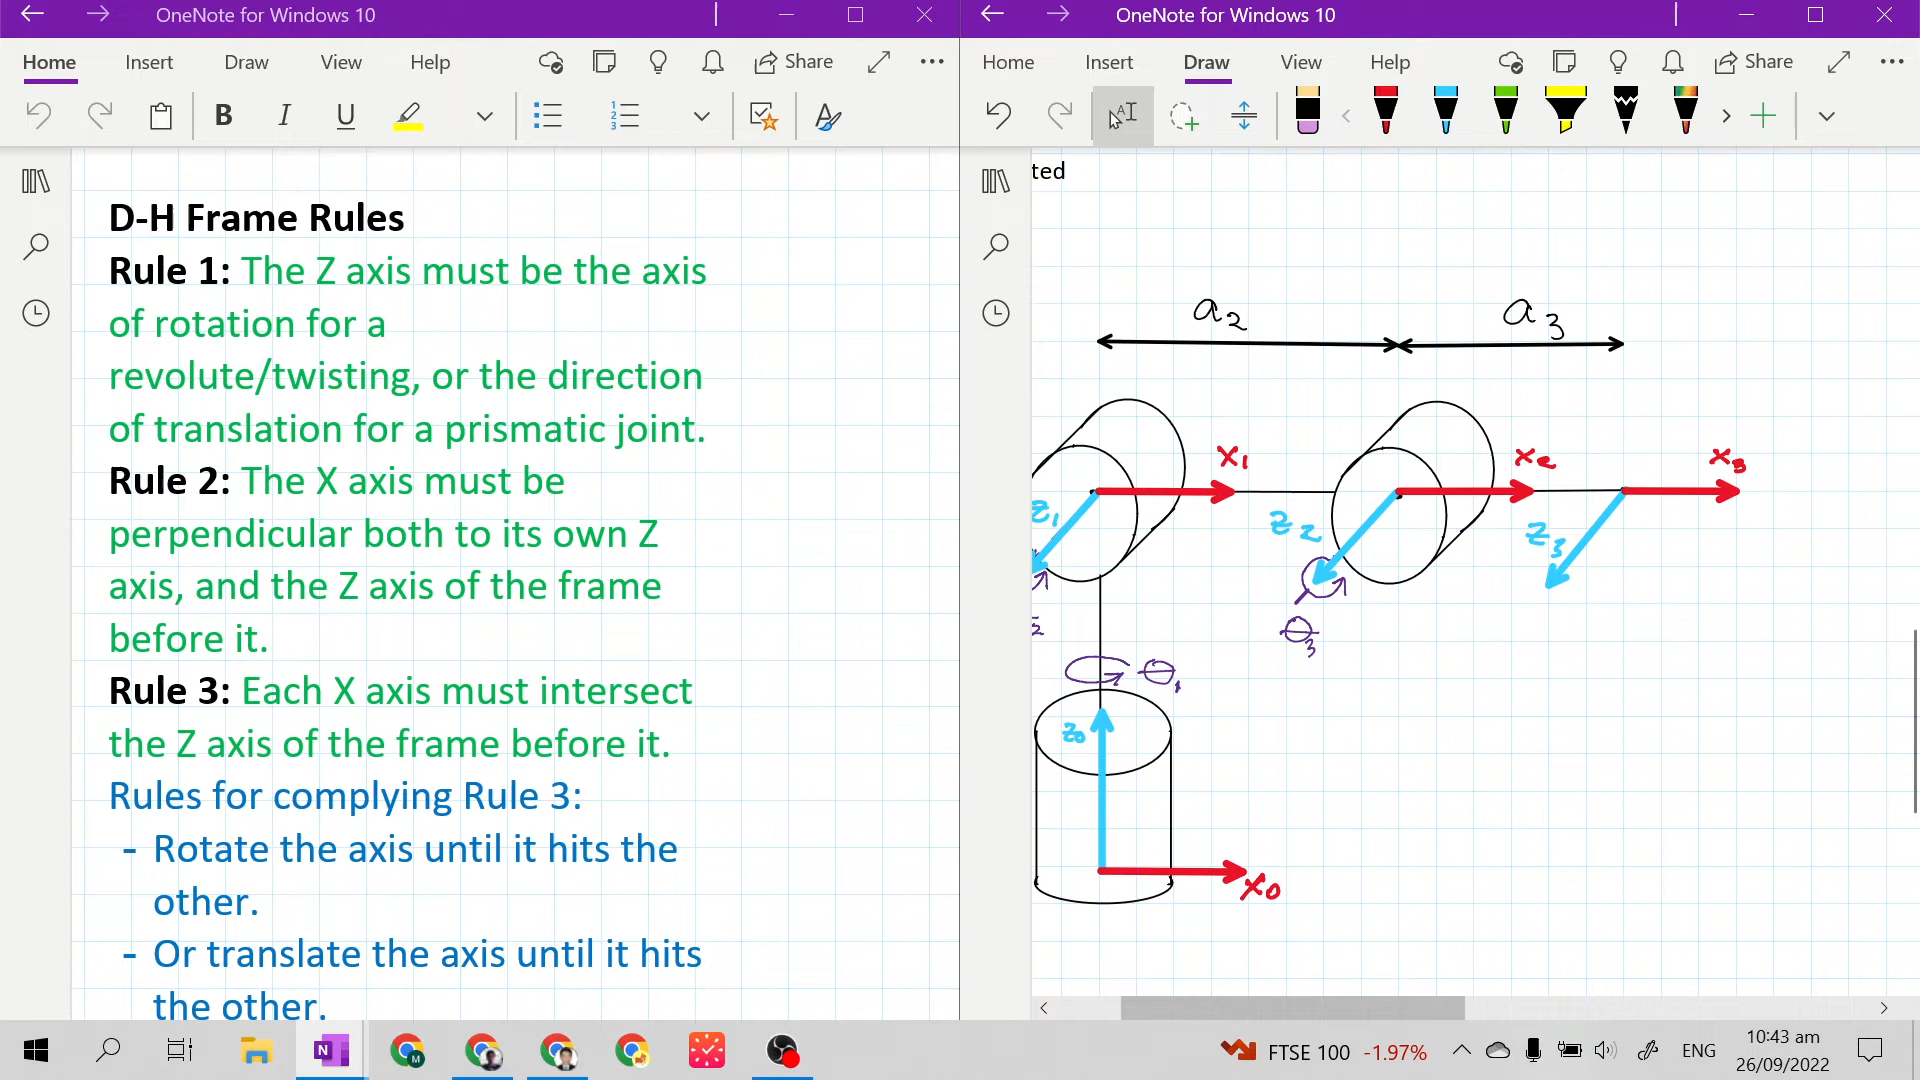 OneNote for Windows 10
Home Insert Draw View Help Share
B I U
D-H Frame Rules
Rule 1: The Z axis must be the axis
of rotation for a
revolute/twisting, or the direction
of translation for a prismatic joint.
Rule 2: The X axis must be
perpendicular both to its own Z
axis, and the Z axis of the frame
before it.
Rule 3: Each X axis must intersect
the Z axis of the frame before it.
Rules for complying Rule 3:
- Rotate the axis until it hits the
other.
- Or translate the axis until it hits
the other.
OneNote for Windows 10
Home Insert Draw View Help Share
ted
a2 a3
x1 x2 x3
z1 z2 z3
θ3
θ1
z0
x0
FTSE 100 -1.97%
ENG
10:43 am
26/09/2022